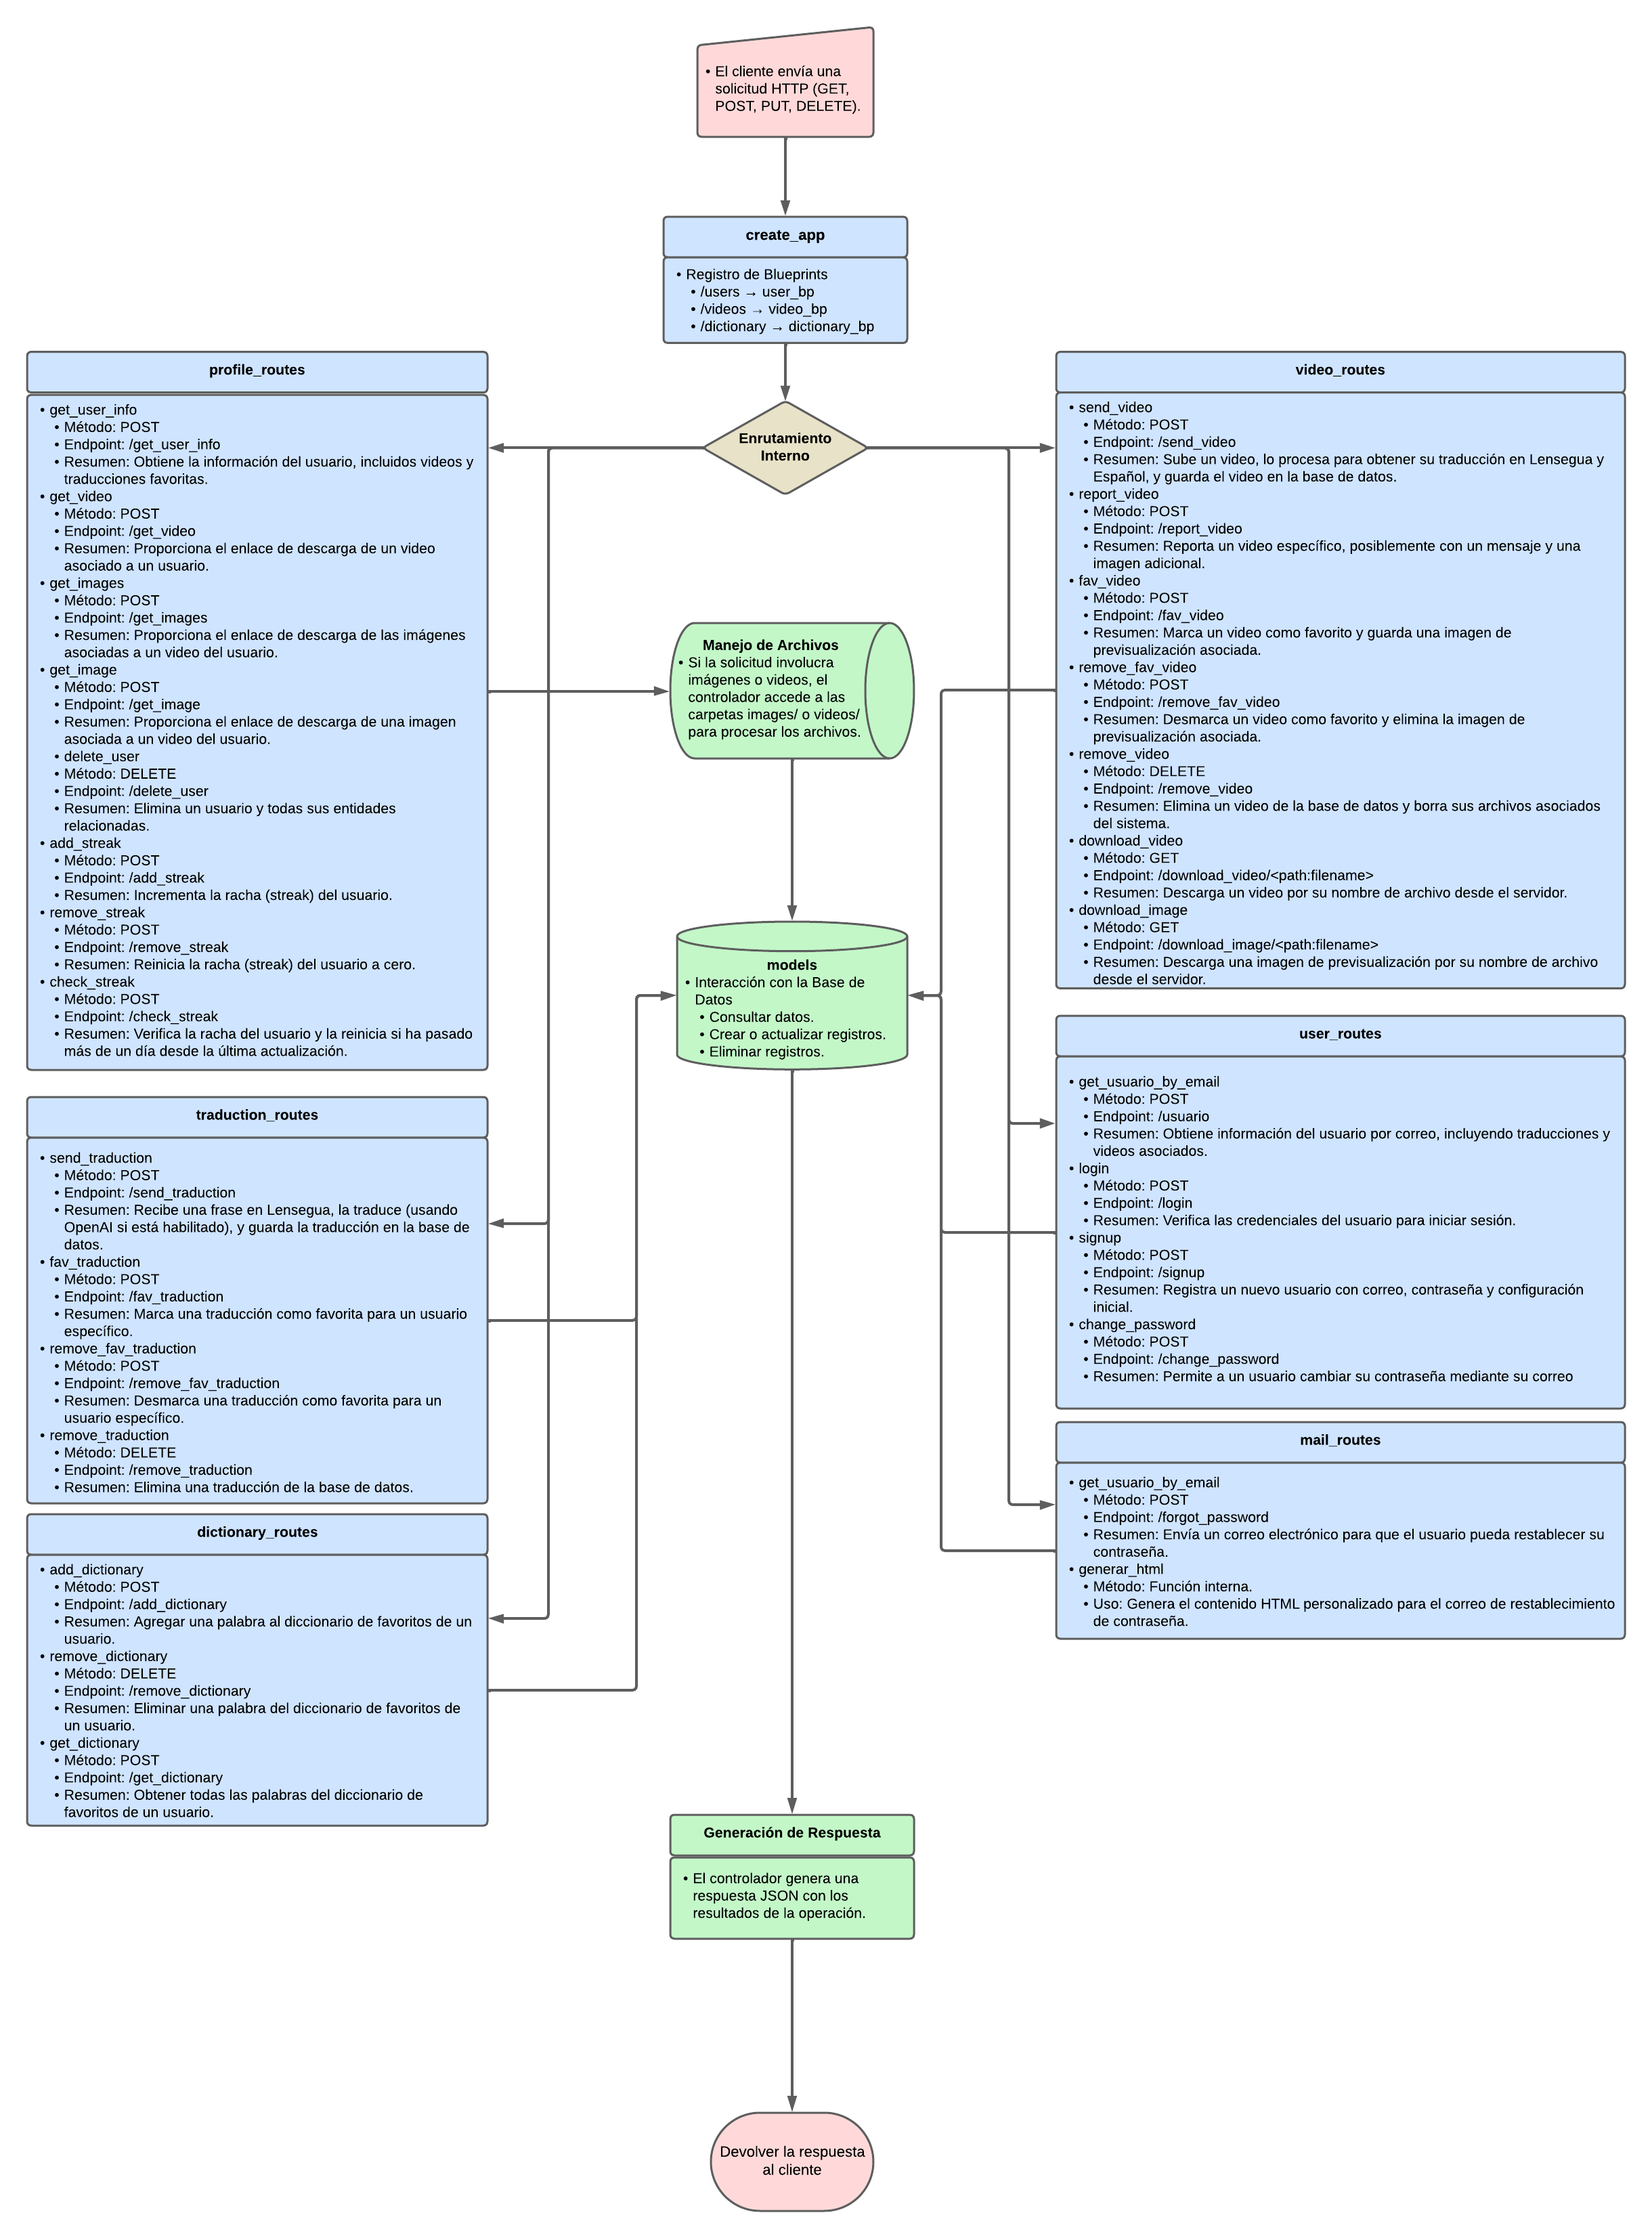 • El cliente envía una
solicitud HTTP (GET,
POST, PUT, DELETE).
create_app
• Registro de Blueprints
• /users → user_bp
• /videos → video_bp
• /dictionary → dictionary_bp
Enrutamiento
Interno
profile_routes
• get_user_info
• Método: POST
• Endpoint: /get_user_info
• Resumen: Obtiene la información del usuario, incluidos videos y
traducciones favoritas.
• get_video
• Método: POST
• Endpoint: /get_video
• Resumen: Proporciona el enlace de descarga de un video
asociado a un usuario.
• get_images
• Método: POST
• Endpoint: /get_images
• Resumen: Proporciona el enlace de descarga de las imágenes
asociadas a un video del usuario.
• get_image
• Método: POST
• Endpoint: /get_image
• Resumen: Proporciona el enlace de descarga de una imagen
asociada a un video del usuario.
• delete_user
• Método: DELETE
• Endpoint: /delete_user
• Resumen: Elimina un usuario y todas sus entidades
relacionadas.
• add_streak
• Método: POST
• Endpoint: /add_streak
• Resumen: Incrementa la racha (streak) del usuario.
• remove_streak
• Método: POST
• Endpoint: /remove_streak
• Resumen: Reinicia la racha (streak) del usuario a cero.
• check_streak
• Método: POST
• Endpoint: /check_streak
• Resumen: Verifica la racha del usuario y la reinicia si ha pasado
más de un día desde la última actualización.
traduction_routes
• send_traduction
• Método: POST
• Endpoint: /send_traduction
• Resumen: Recibe una frase en Lensegua, la traduce (usando
OpenAI si está habilitado), y guarda la traducción en la base de
datos.
• fav_traduction
• Método: POST
• Endpoint: /fav_traduction
• Resumen: Marca una traducción como favorita para un usuario
específico.
• remove_fav_traduction
• Método: POST
• Endpoint: /remove_fav_traduction
• Resumen: Desmarca una traducción como favorita para un
usuario específico.
• remove_traduction
• Método: DELETE
• Endpoint: /remove_traduction
• Resumen: Elimina una traducción de la base de datos.
dictionary_routes
• add_dictionary
• Método: POST
• Endpoint: /add_dictionary
• Resumen: Agregar una palabra al diccionario de favoritos de un
usuario.
• remove_dictionary
• Método: DELETE
• Endpoint: /remove_dictionary
• Resumen: Eliminar una palabra del diccionario de favoritos de
un usuario.
• get_dictionary
• Método: POST
• Endpoint: /get_dictionary
• Resumen: Obtener todas las palabras del diccionario de
favoritos de un usuario.
Manejo de Archivos
• Si la solicitud involucra
imágenes o videos, el
controlador accede a las
carpetas images/ o videos/
para procesar los archivos.
models
• Interacción con la Base de
Datos
• Consultar datos.
• Crear o actualizar registros.
• Eliminar registros.
video_routes
• send_video
• Método: POST
• Endpoint: /send_video
• Resumen: Sube un video, lo procesa para obtener su traducción en Lensegua y
Español, y guarda el video en la base de datos.
• report_video
• Método: POST
• Endpoint: /report_video
• Resumen: Reporta un video específico, posiblemente con un mensaje y una
imagen adicional.
• fav_video
• Método: POST
• Endpoint: /fav_video
• Resumen: Marca un video como favorito y guarda una imagen de
previsualización asociada.
• remove_fav_video
• Método: POST
• Endpoint: /remove_fav_video
• Resumen: Desmarca un video como favorito y elimina la imagen de
previsualización asociada.
• remove_video
• Método: DELETE
• Endpoint: /remove_video
• Resumen: Elimina un video de la base de datos y borra sus archivos asociados
del sistema.
• download_video
• Método: GET
• Endpoint: /download_video/<path:filename>
• Resumen: Descarga un video por su nombre de archivo desde el servidor.
• download_image
• Método: GET
• Endpoint: /download_image/<path:filename>
• Resumen: Descarga una imagen de previsualización por su nombre de archivo
desde el servidor.
user_routes
• get_usuario_by_email
• Método: POST
• Endpoint: /usuario
• Resumen: Obtiene información del usuario por correo, incluyendo traducciones y
videos asociados.
• login
• Método: POST
• Endpoint: /login
• Resumen: Verifica las credenciales del usuario para iniciar sesión.
• signup
• Método: POST
• Endpoint: /signup
• Resumen: Registra un nuevo usuario con correo, contraseña y configuración
inicial.
• change_password
• Método: POST
• Endpoint: /change_password
• Resumen: Permite a un usuario cambiar su contraseña mediante su correo
mail_routes
• get_usuario_by_email
• Método: POST
• Endpoint: /forgot_password
• Resumen: Envía un correo electrónico para que el usuario pueda restablecer su
contraseña.
• generar_html
• Método: Función interna.
• Uso: Genera el contenido HTML personalizado para el correo de restablecimiento
de contraseña.
Generación de Respuesta
• El controlador genera una
respuesta JSON con los
resultados de la operación.
Devolver la respuesta
al cliente